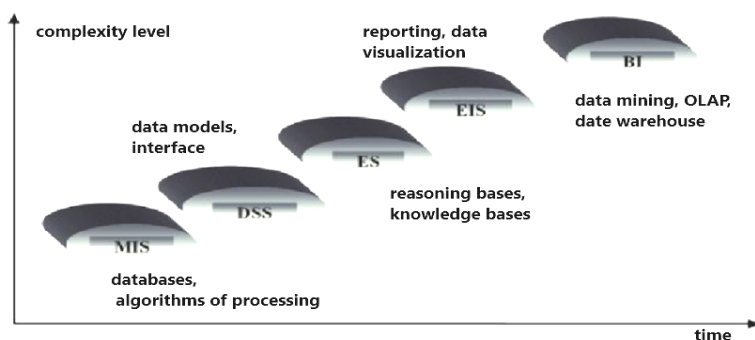 complexity level
reporting, data
visualization
BI
data mining, OLAP,
date warehouse
EIS
data models,
interface
ES
reasoning bases,
knowledge bases
DSS
MIS
databases,
algorithms of processing
time